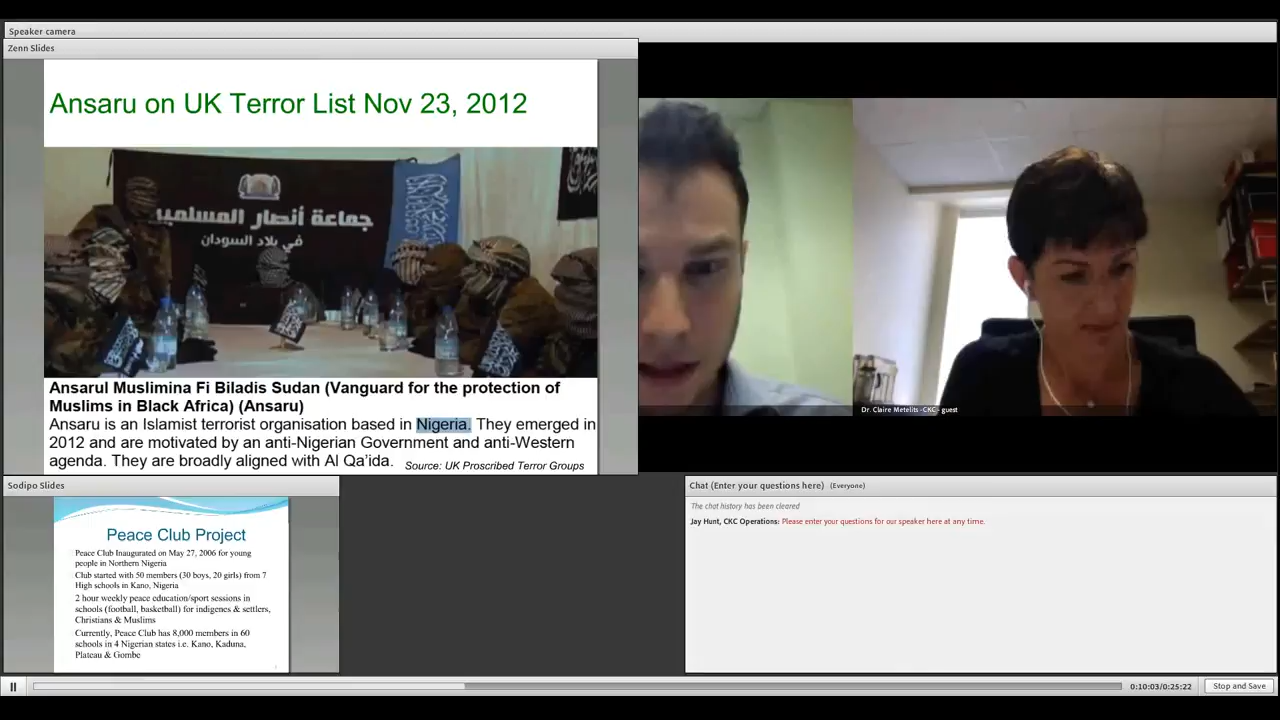 Speaker camera
Zenn Slides
Ansaru on UK Terror List Nov 23, 2012
جماعة أنصار المسلمين
في بلاد السودان
Ansarul Muslimina Fi Biladis Sudan (Vanguard for the protection of
Muslims in Black Africa) (Ansaru)
Ansaru is an Islamist terrorist organisation based in Nigeria. They emerged in
2012 and are motivated by an anti-Nigerian Government and anti-Western
agenda. They are broadly aligned with Al Qa'ida. Source: UK Proscribed Terror Groups
Dr. Claire Metelits -CKC - guest
Sodipo Slides
Peace Club Project
Peace Club Inaugurated on May 27, 2006 for young
people in Northern Nigeria
Club started with 50 members (30 boys, 20 girls) from 7
High schools in Kano, Nigeria
2 hour weekly peace education/sport sessions in
schools (football, basketball) for indigenes & settlers,
Christians & Muslims
Currently, Peace Club has 8,000 members in 60
schools in 4 Nigerian states i.e. Kano, Kaduna,
Plateau & Gombe
Chat (Enter your questions here) (Everyone)
The chat history has been cleared
Jay Hunt, CKC Operations: Please enter your questions for our speaker here at any time.
0:10:03/0:25:22
Stop and Save